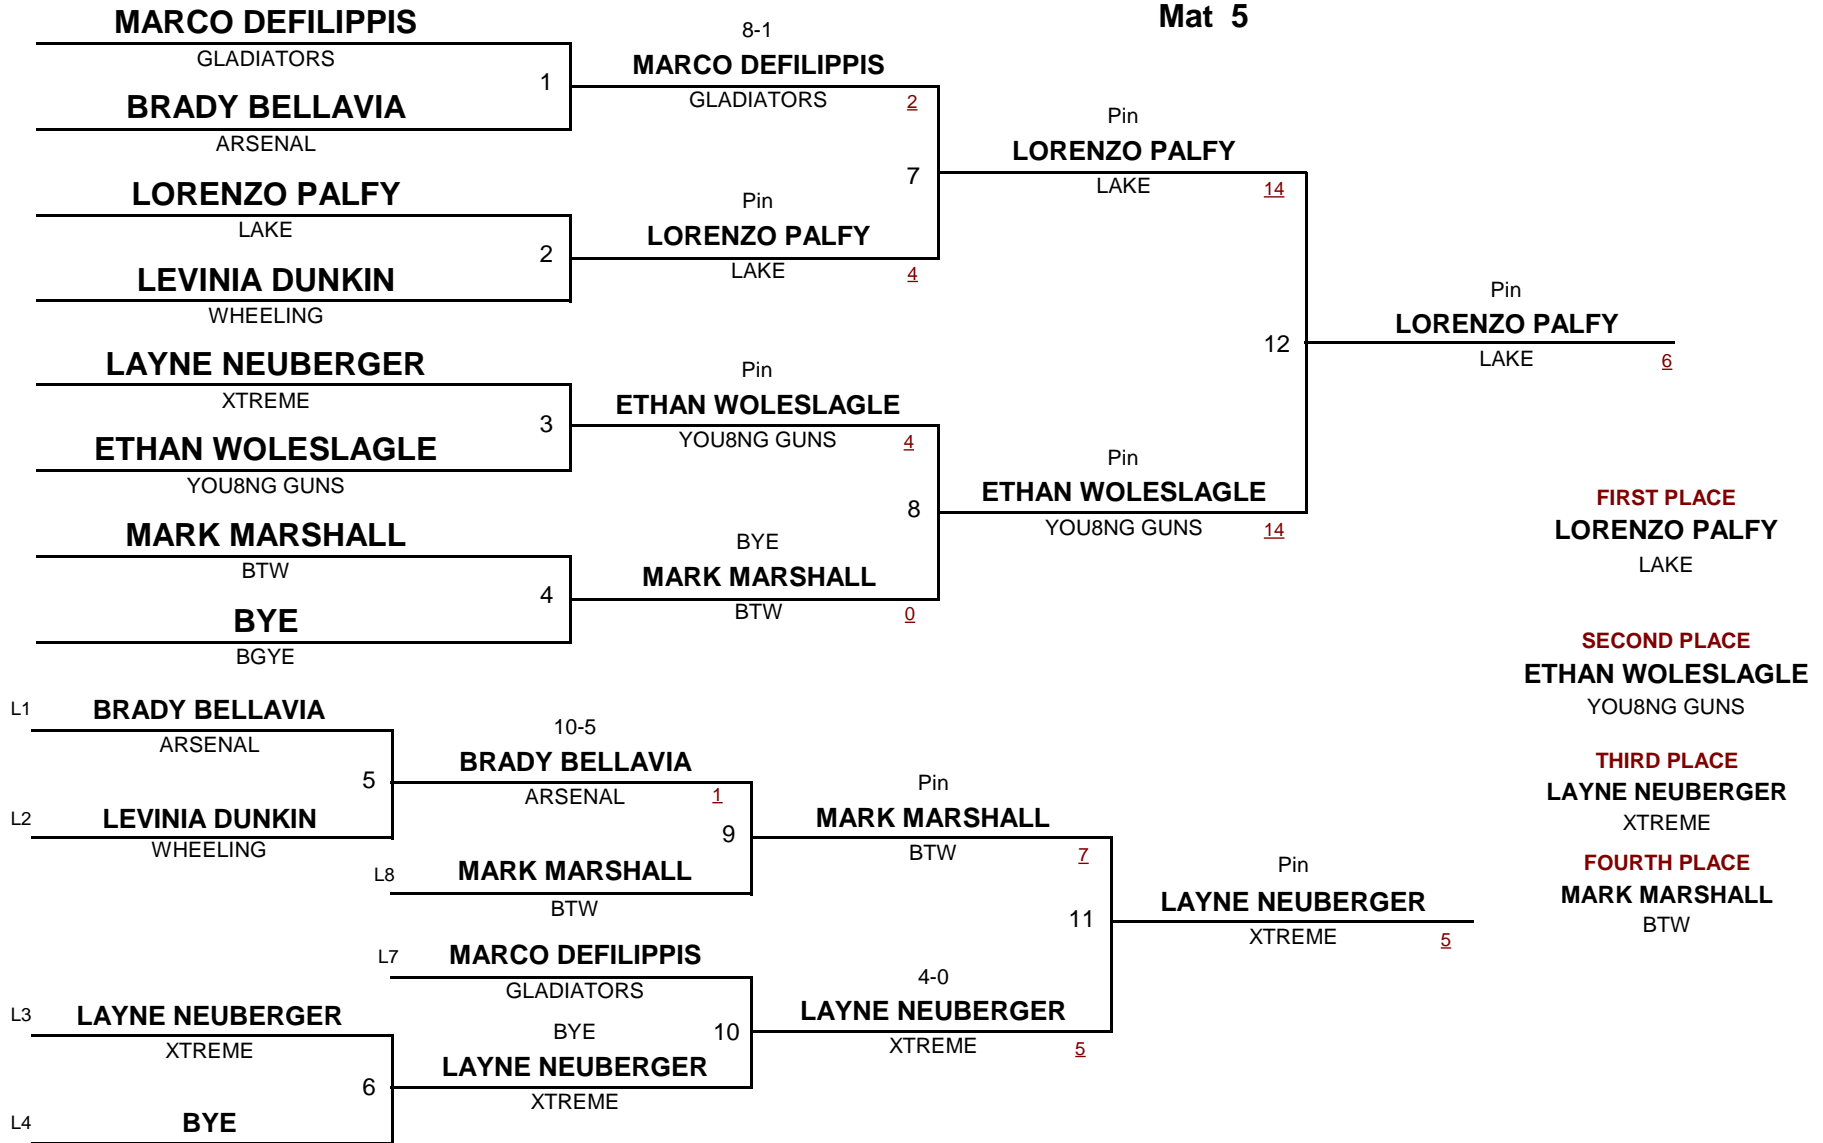 Mat 5
MARCO DEFILIPPIS
GLADIATORS
1
BRADY BELLAVIA
ARSENAL
LORENZO PALFY
LAKE
2
LEVINIA DUNKIN
WHEELING
LAYNE NEUBERGER
XTREME
3
ETHAN WOLESLAGLE
YOU8NG GUNS
MARK MARSHALL
BTW
4
BYE
BGYE
8-1
MARCO DEFILIPPIS
GLADIATORS 2
7
Pin
LORENZO PALFY
LAKE 4
Pin
ETHAN WOLESLAGLE
YOU8NG GUNS 4
8
BYE
MARK MARSHALL
BTW 0
Pin
LORENZO PALFY
LAKE 14
12
Pin
ETHAN WOLESLAGLE
YOU8NG GUNS 14
Pin
LORENZO PALFY
LAKE 6
FIRST PLACE
LORENZO PALFY
LAKE
SECOND PLACE
ETHAN WOLESLAGLE
YOU8NG GUNS
THIRD PLACE
LAYNE NEUBERGER
XTREME
FOURTH PLACE
MARK MARSHALL
BTW
L1 BRADY BELLAVIA
ARSENAL
5
L2 LEVINIA DUNKIN
WHEELING
L3 LAYNE NEUBERGER
XTREME
6
L4 BYE
10-5
BRADY BELLAVIA
ARSENAL 1
9
L8 MARK MARSHALL
BTW
L7 MARCO DEFILIPPIS
GLADIATORS
BYE 10
LAYNE NEUBERGER
XTREME
Pin
MARK MARSHALL
BTW 7
11
4-0
LAYNE NEUBERGER
XTREME 5
Pin
LAYNE NEUBERGER
XTREME 5